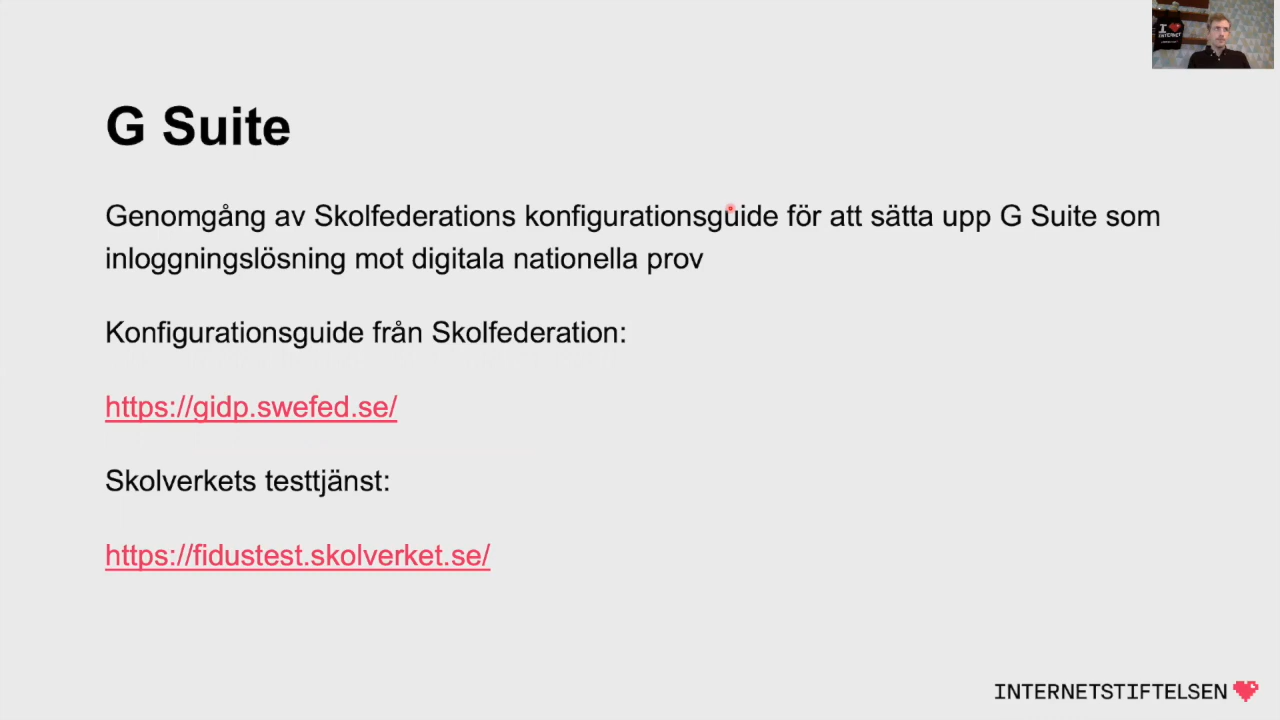 G Suite
Genomgång av Skolfederations konfigurationsguide för att sätta upp G Suite som
inloggningslösning mot digitala nationella prov
Konfigurationsguide från Skolfederation:
https://gidp.swefed.se/
Skolverkets testtjänst:
https://fidustest.skolverket.se/
INTERNETSTIFTELSEN